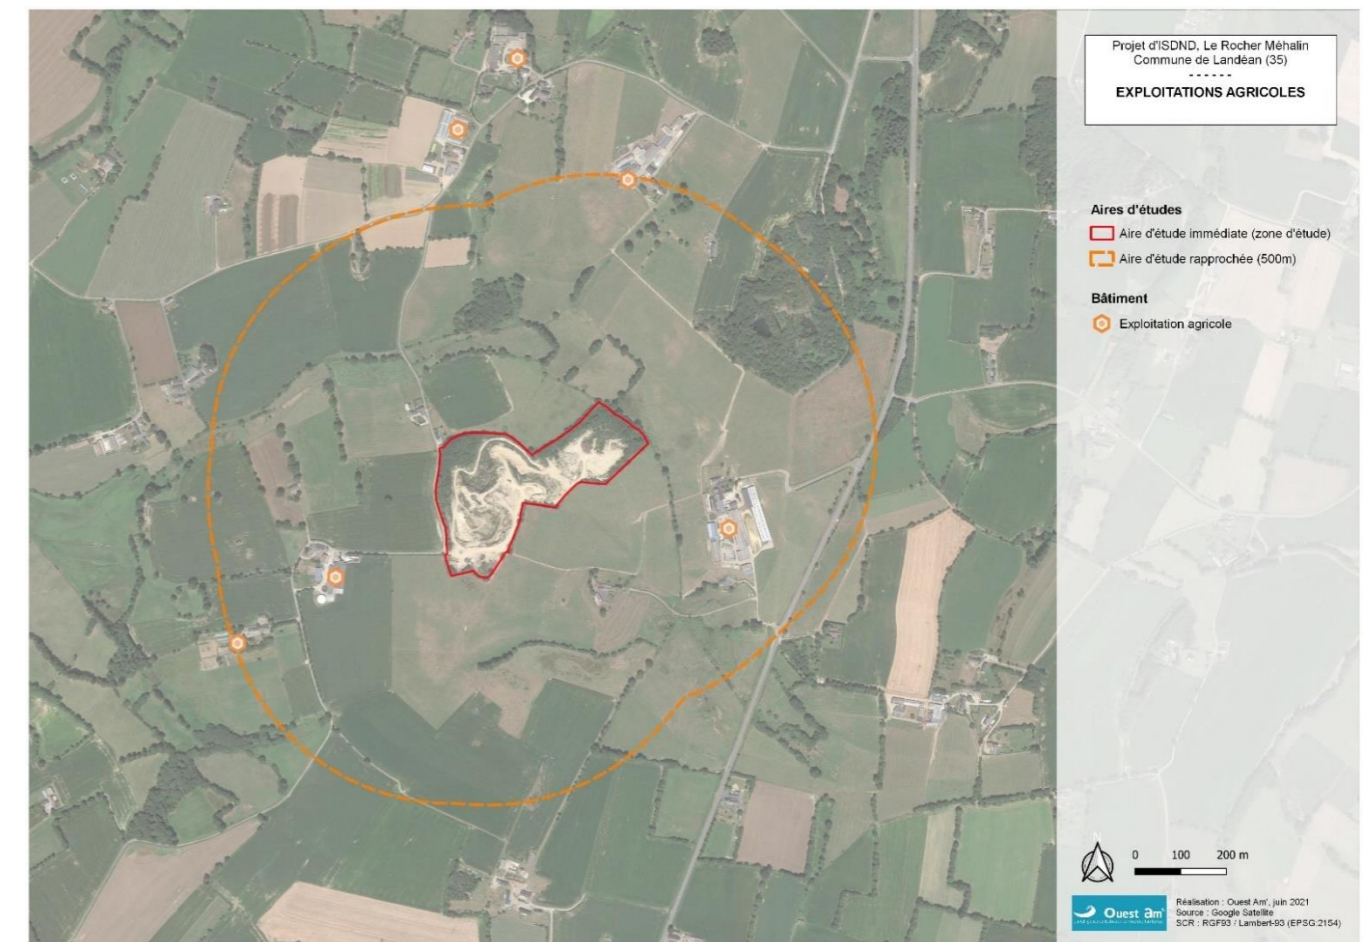 Projet d'ISDND, Le Rocher Méhalin
Commune de Landéan (35)
------
EXPLOITATIONS AGRICOLES
Aires d'études
Aire d'étude immédiate (zone d'étude)
Aire d'étude rapprochée (500m)
Bâtiment
Exploitation agricole
N
0 100 200 m
Ouest am'
Réalisation : Ouest Am', juin 2021
Source : Google Satellite
SCR : RGF93 / Lambert-93 (EPSG:2154)